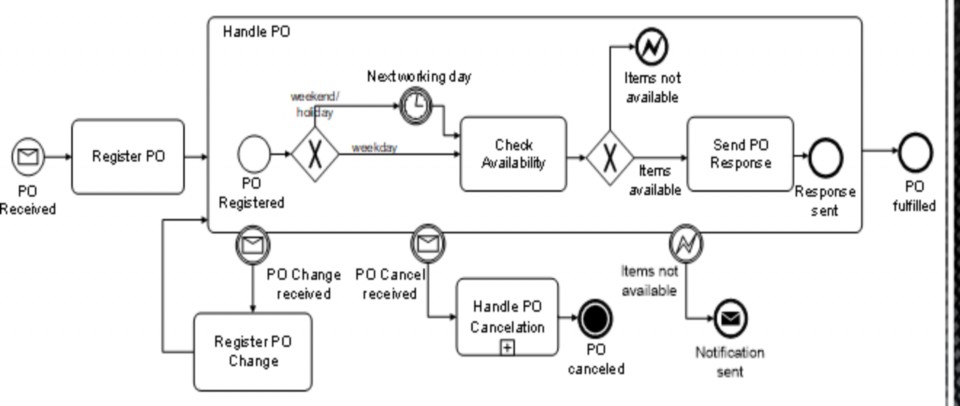 Handle PO
Next working day
weekend/
holiday
Items not
available
Register PO
weekday
Check
Availability
Send PO
Response
PO
Received
PO
Registered
Items
available
Response
sent
PO
fulfilled
PO Change
received
PO Cancel
received
Items not
available
Register PO
Change
Handle PO
Cancelation
PO
canceled
Notification
sent